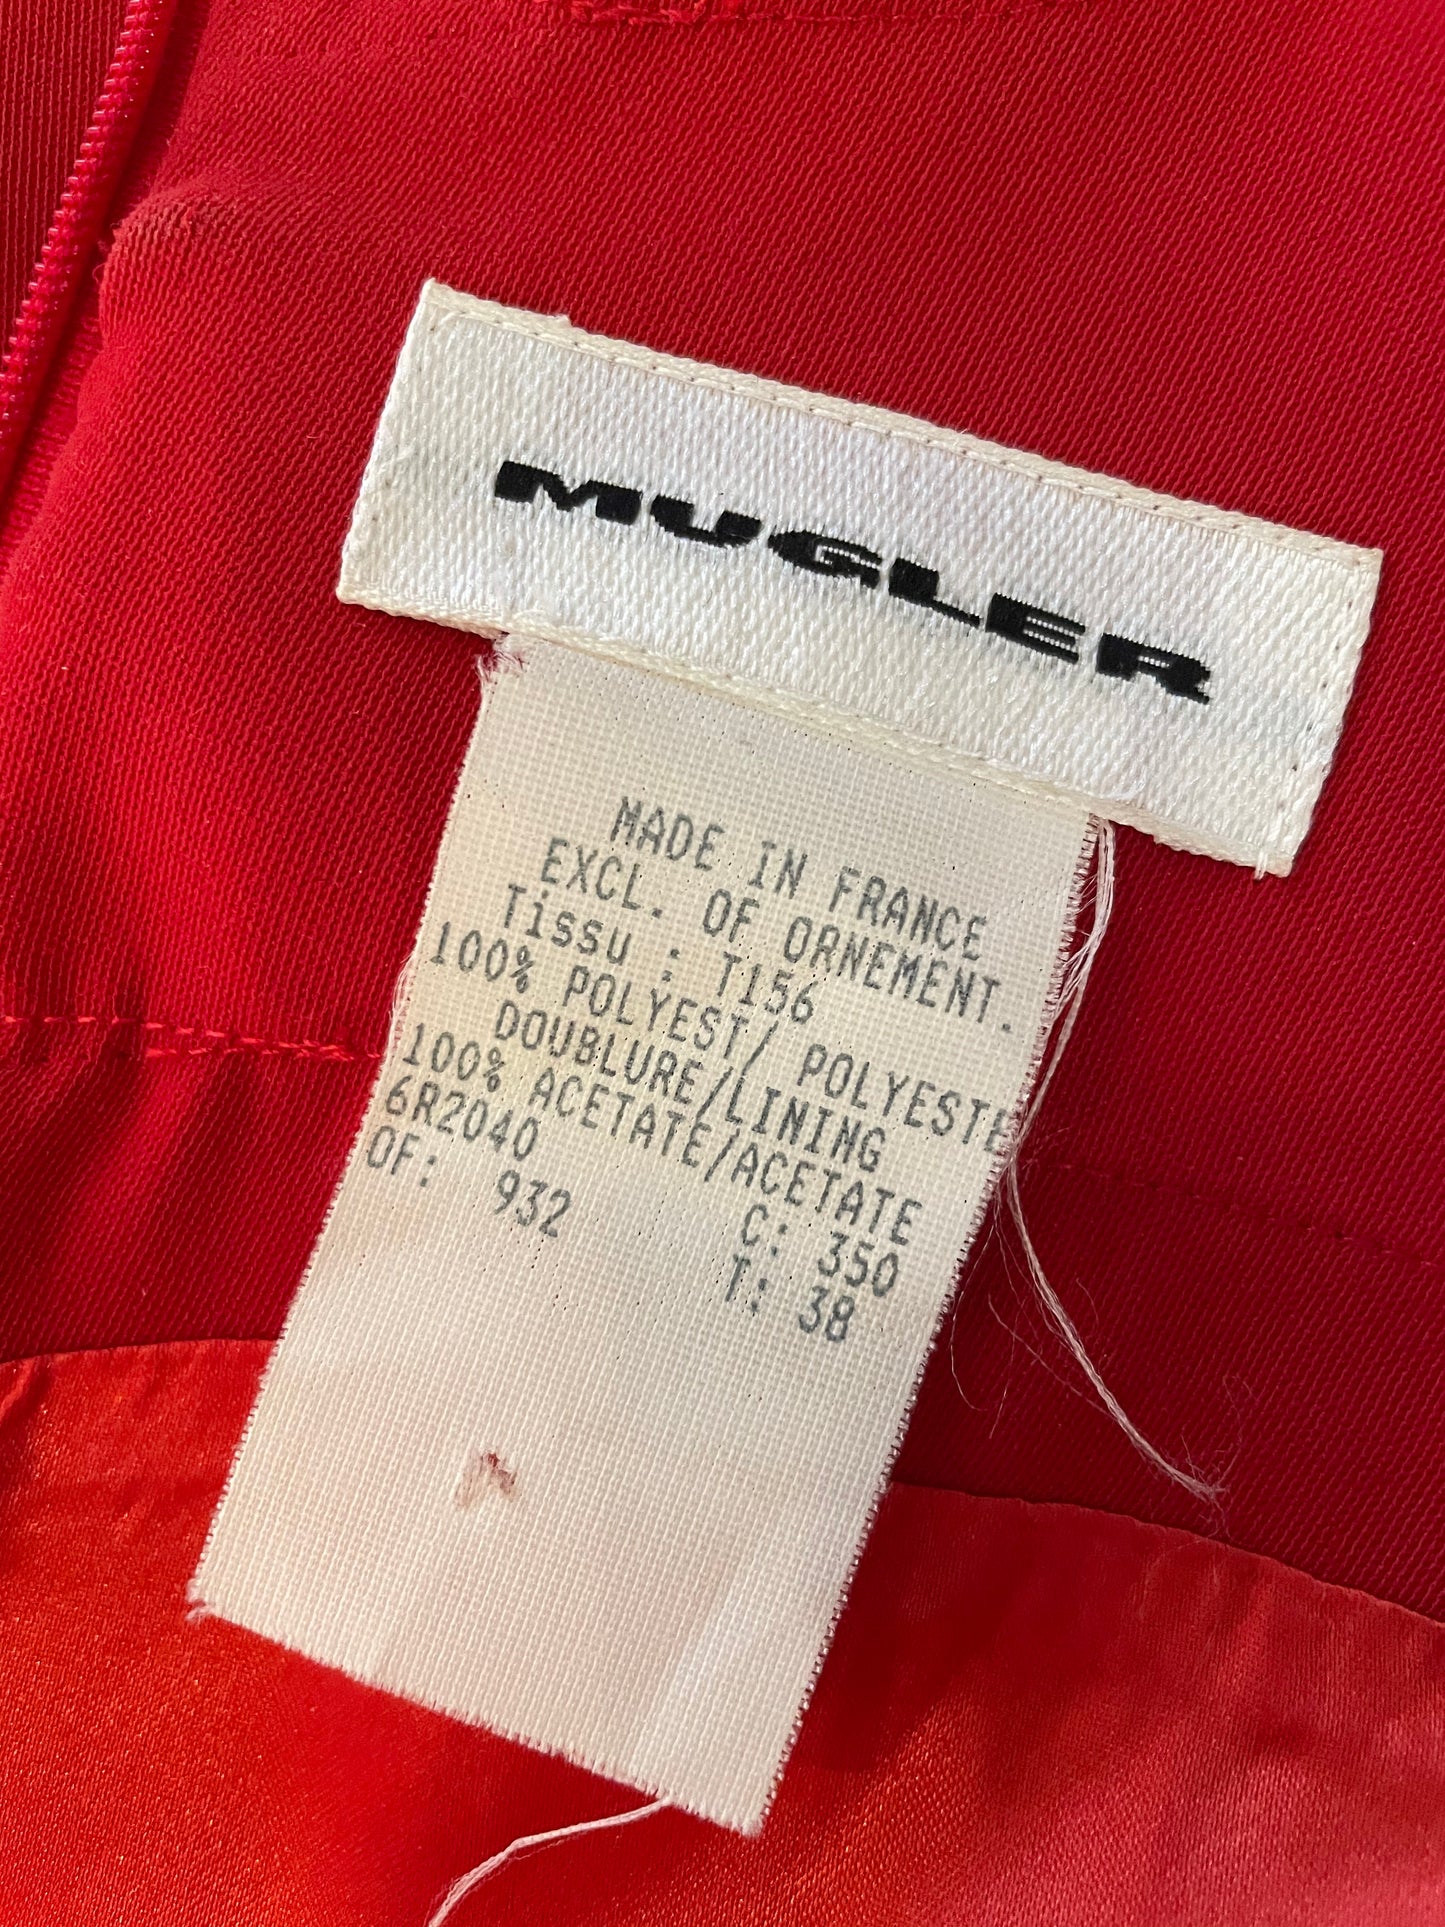 MUGLER
MADE IN FRANCE
EXCL. OF ORNEMENT.
Tissu : T156
100% POLYEST/ POLYESTE
DOUBLURE/LINING
100% ACETATE/ACETATE
6R2040 C: 350
OF: 932 T: 38